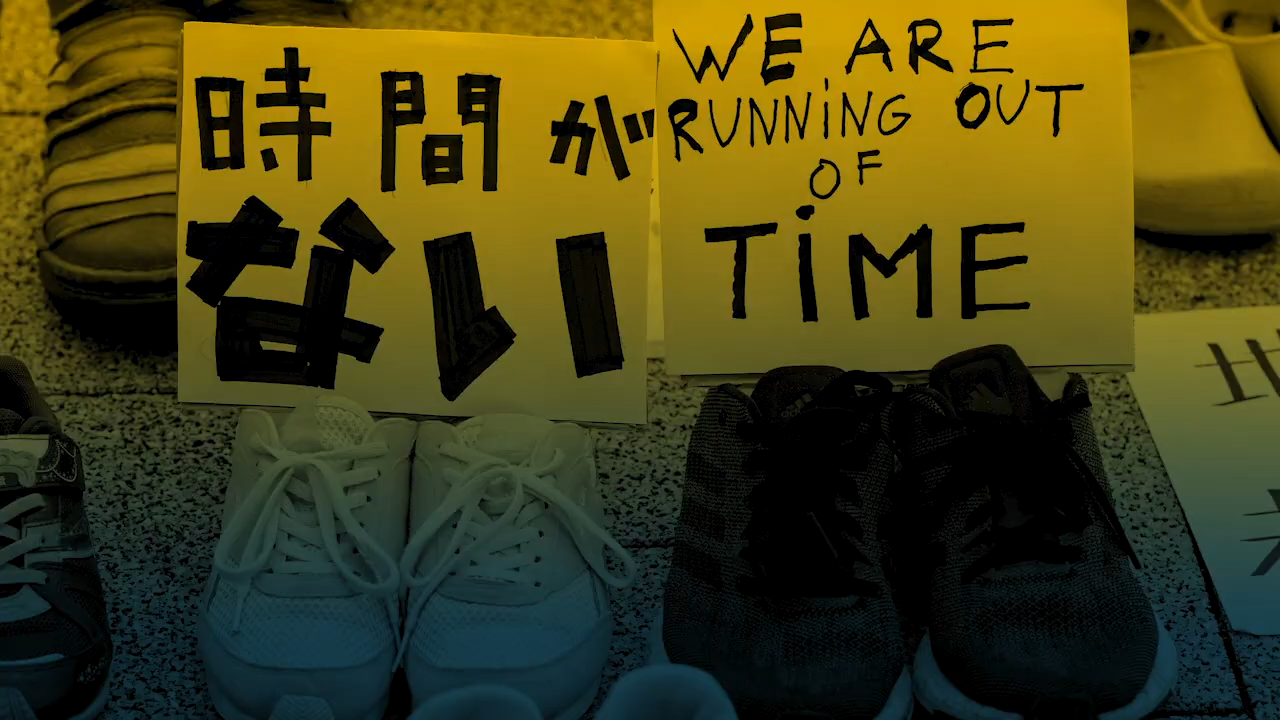 時間が
ない
WE ARE
RUNNING OUT
OF
TiME